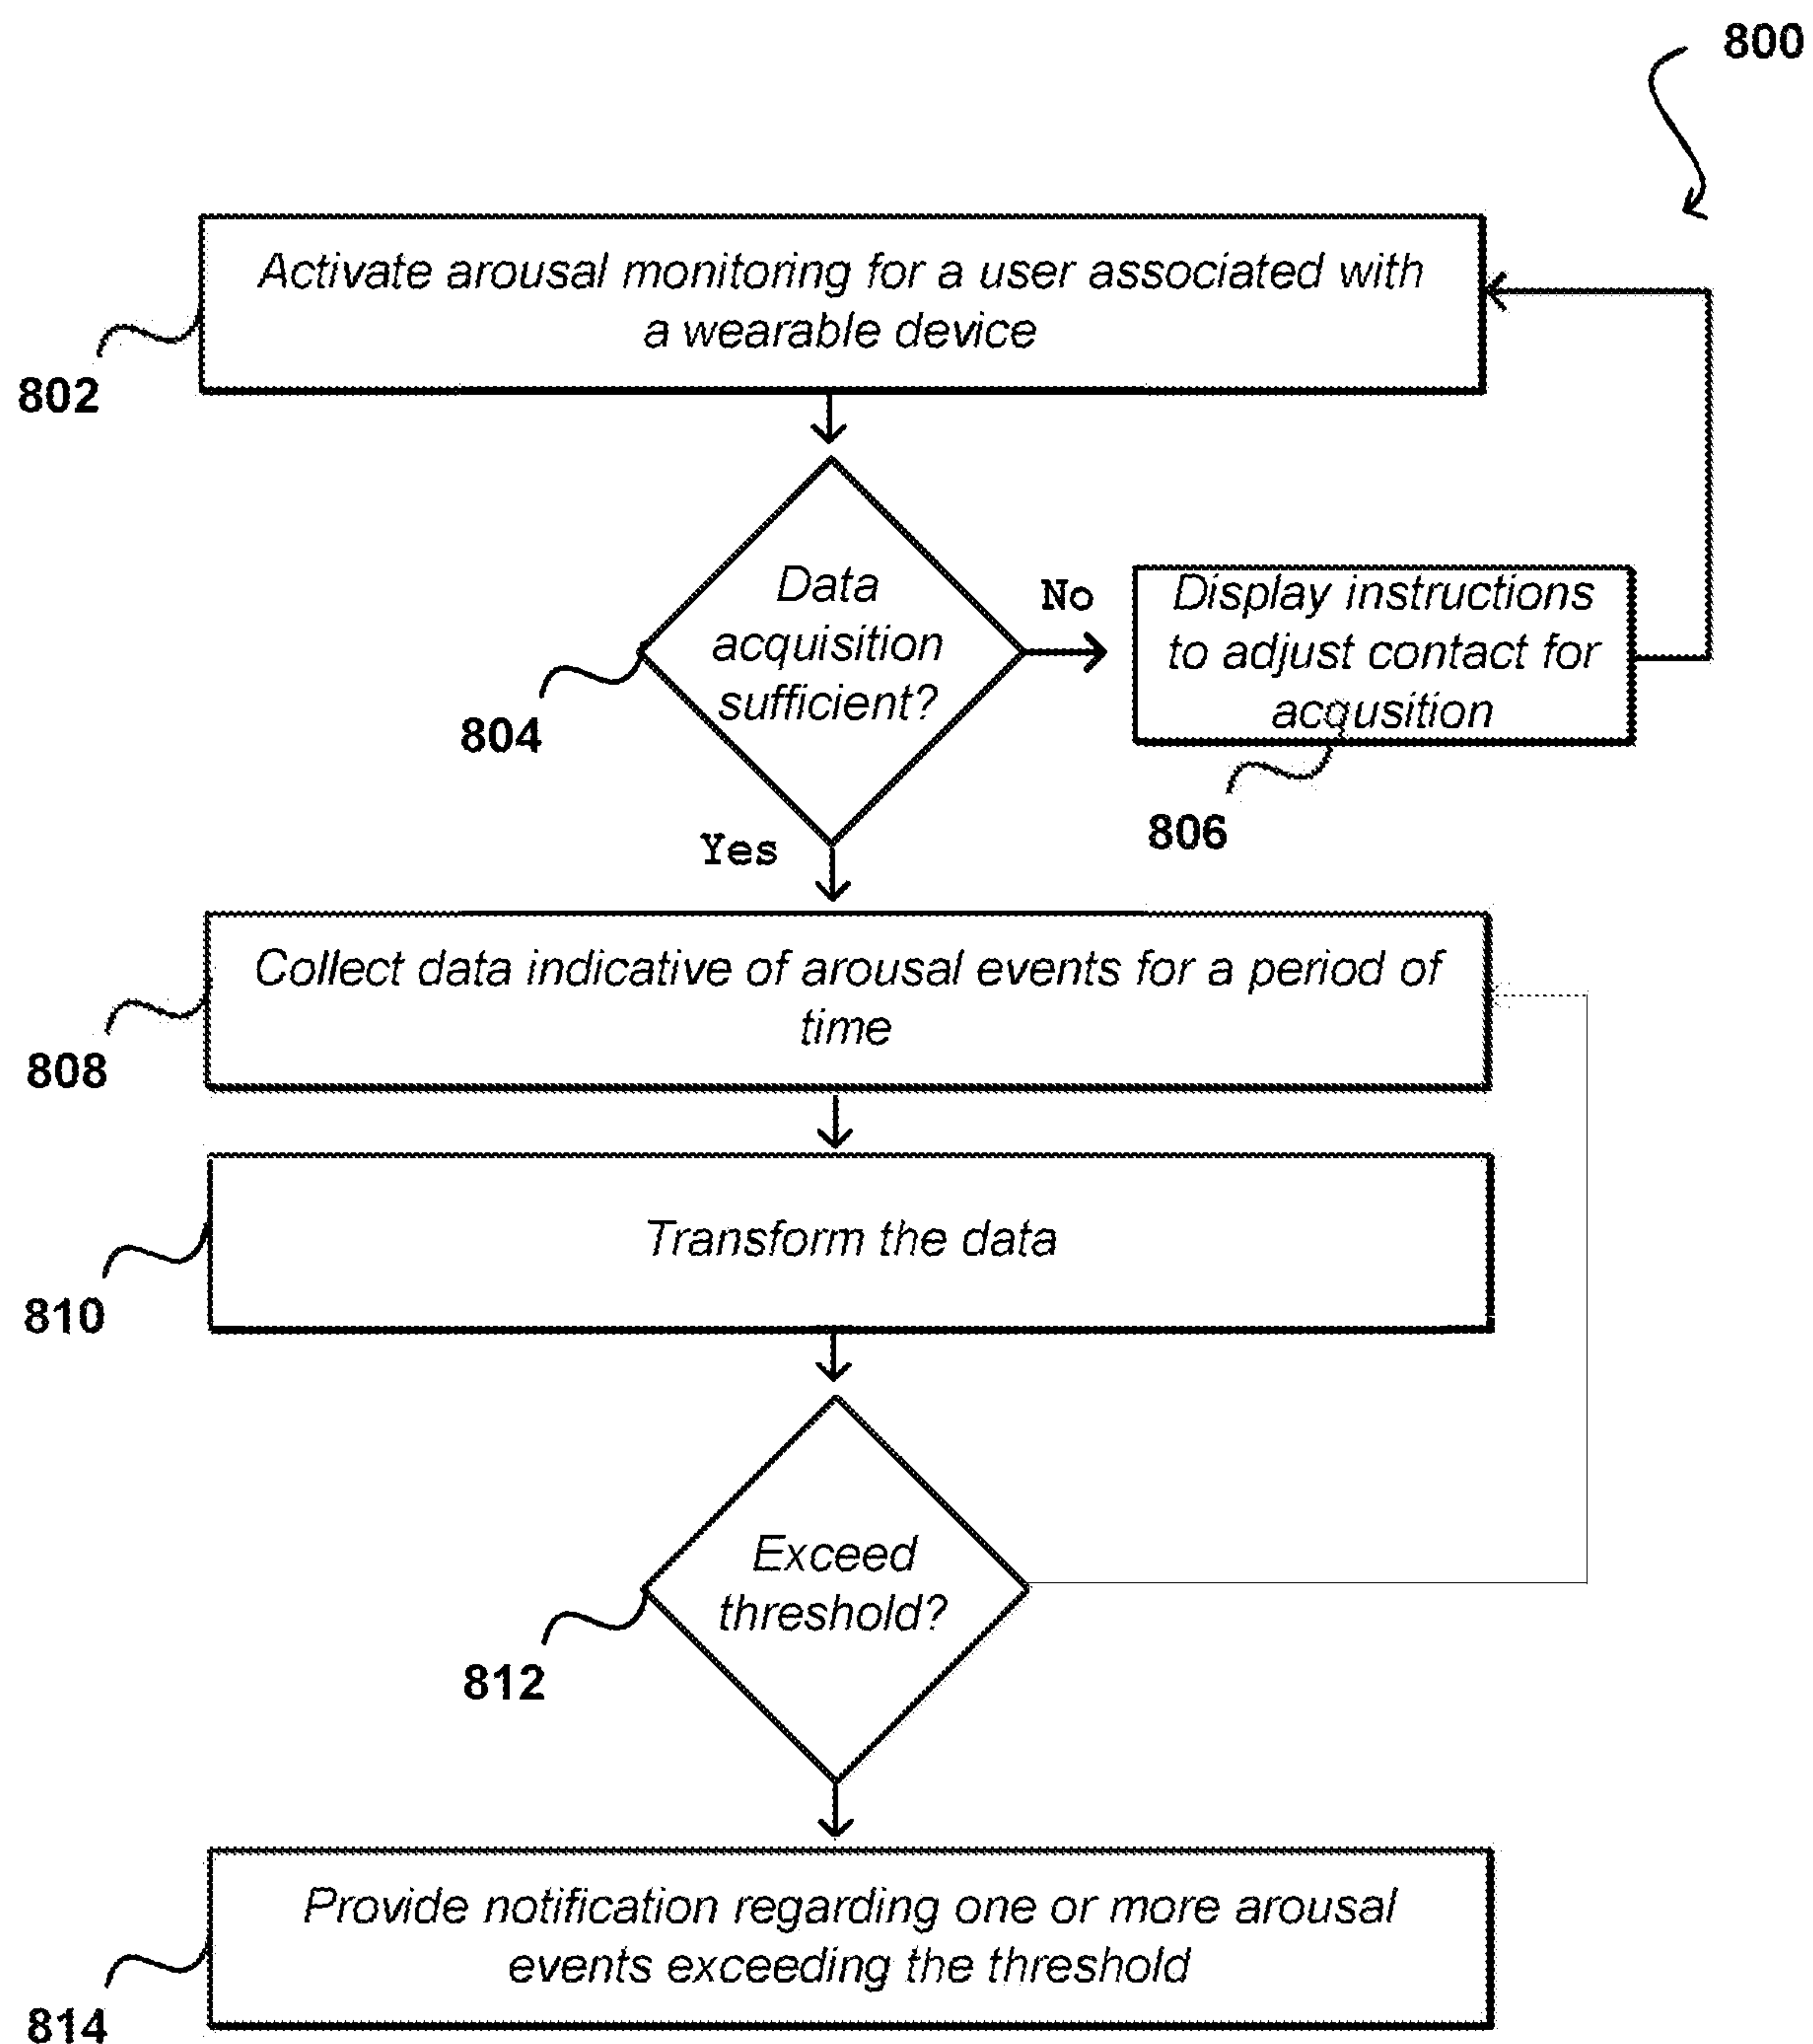 800
Activate arousal monitoring for a user associated with
a wearable device
802
Data
acquisition
sufficient?
804
No
Display instructions
to adjust contact for
acqusition
806
Yes
Collect data indicative of arousal events for a period of
time
808
Transform the data
810
Exceed
threshold?
812
Provide notification regarding one or more arousal
events exceeding the threshold
814